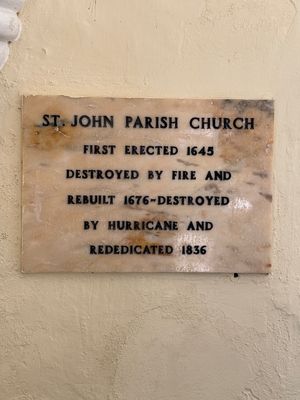 ST. JOHN PARISH CHURCH
FIRST ERECTED 1645
DESTROYED BY FIRE AND
REBUILT 1676-DESTROYED
BY HURRICANE AND
REDEDICATED 1836